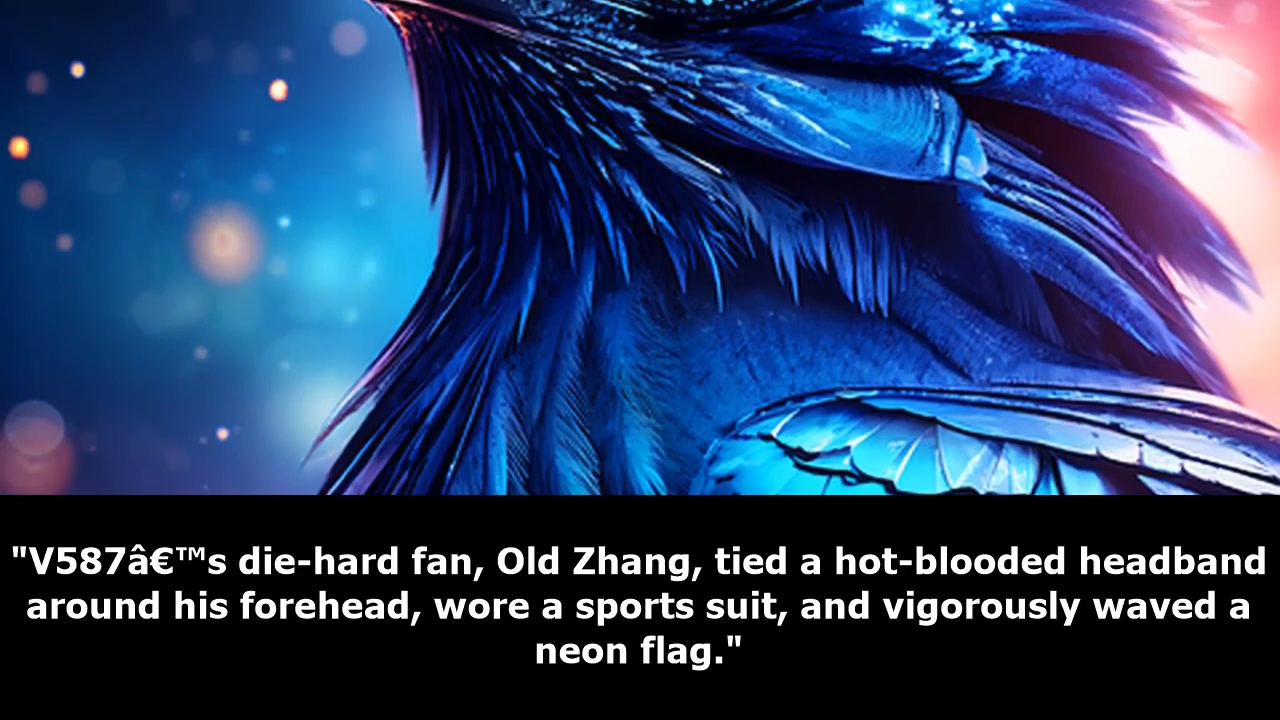 "V587â€™s die-hard fan, Old Zhang, tied a hot-blooded headband
around his forehead, wore a sports suit, and vigorously waved a
neon flag."